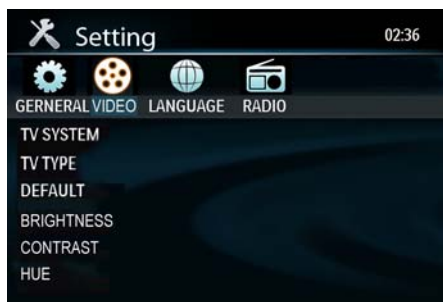 Setting 02:36
GERNERAL VIDEO LANGUAGE RADIO
TV SYSTEM
TV TYPE
DEFAULT
BRIGHTNESS
CONTRAST
HUE